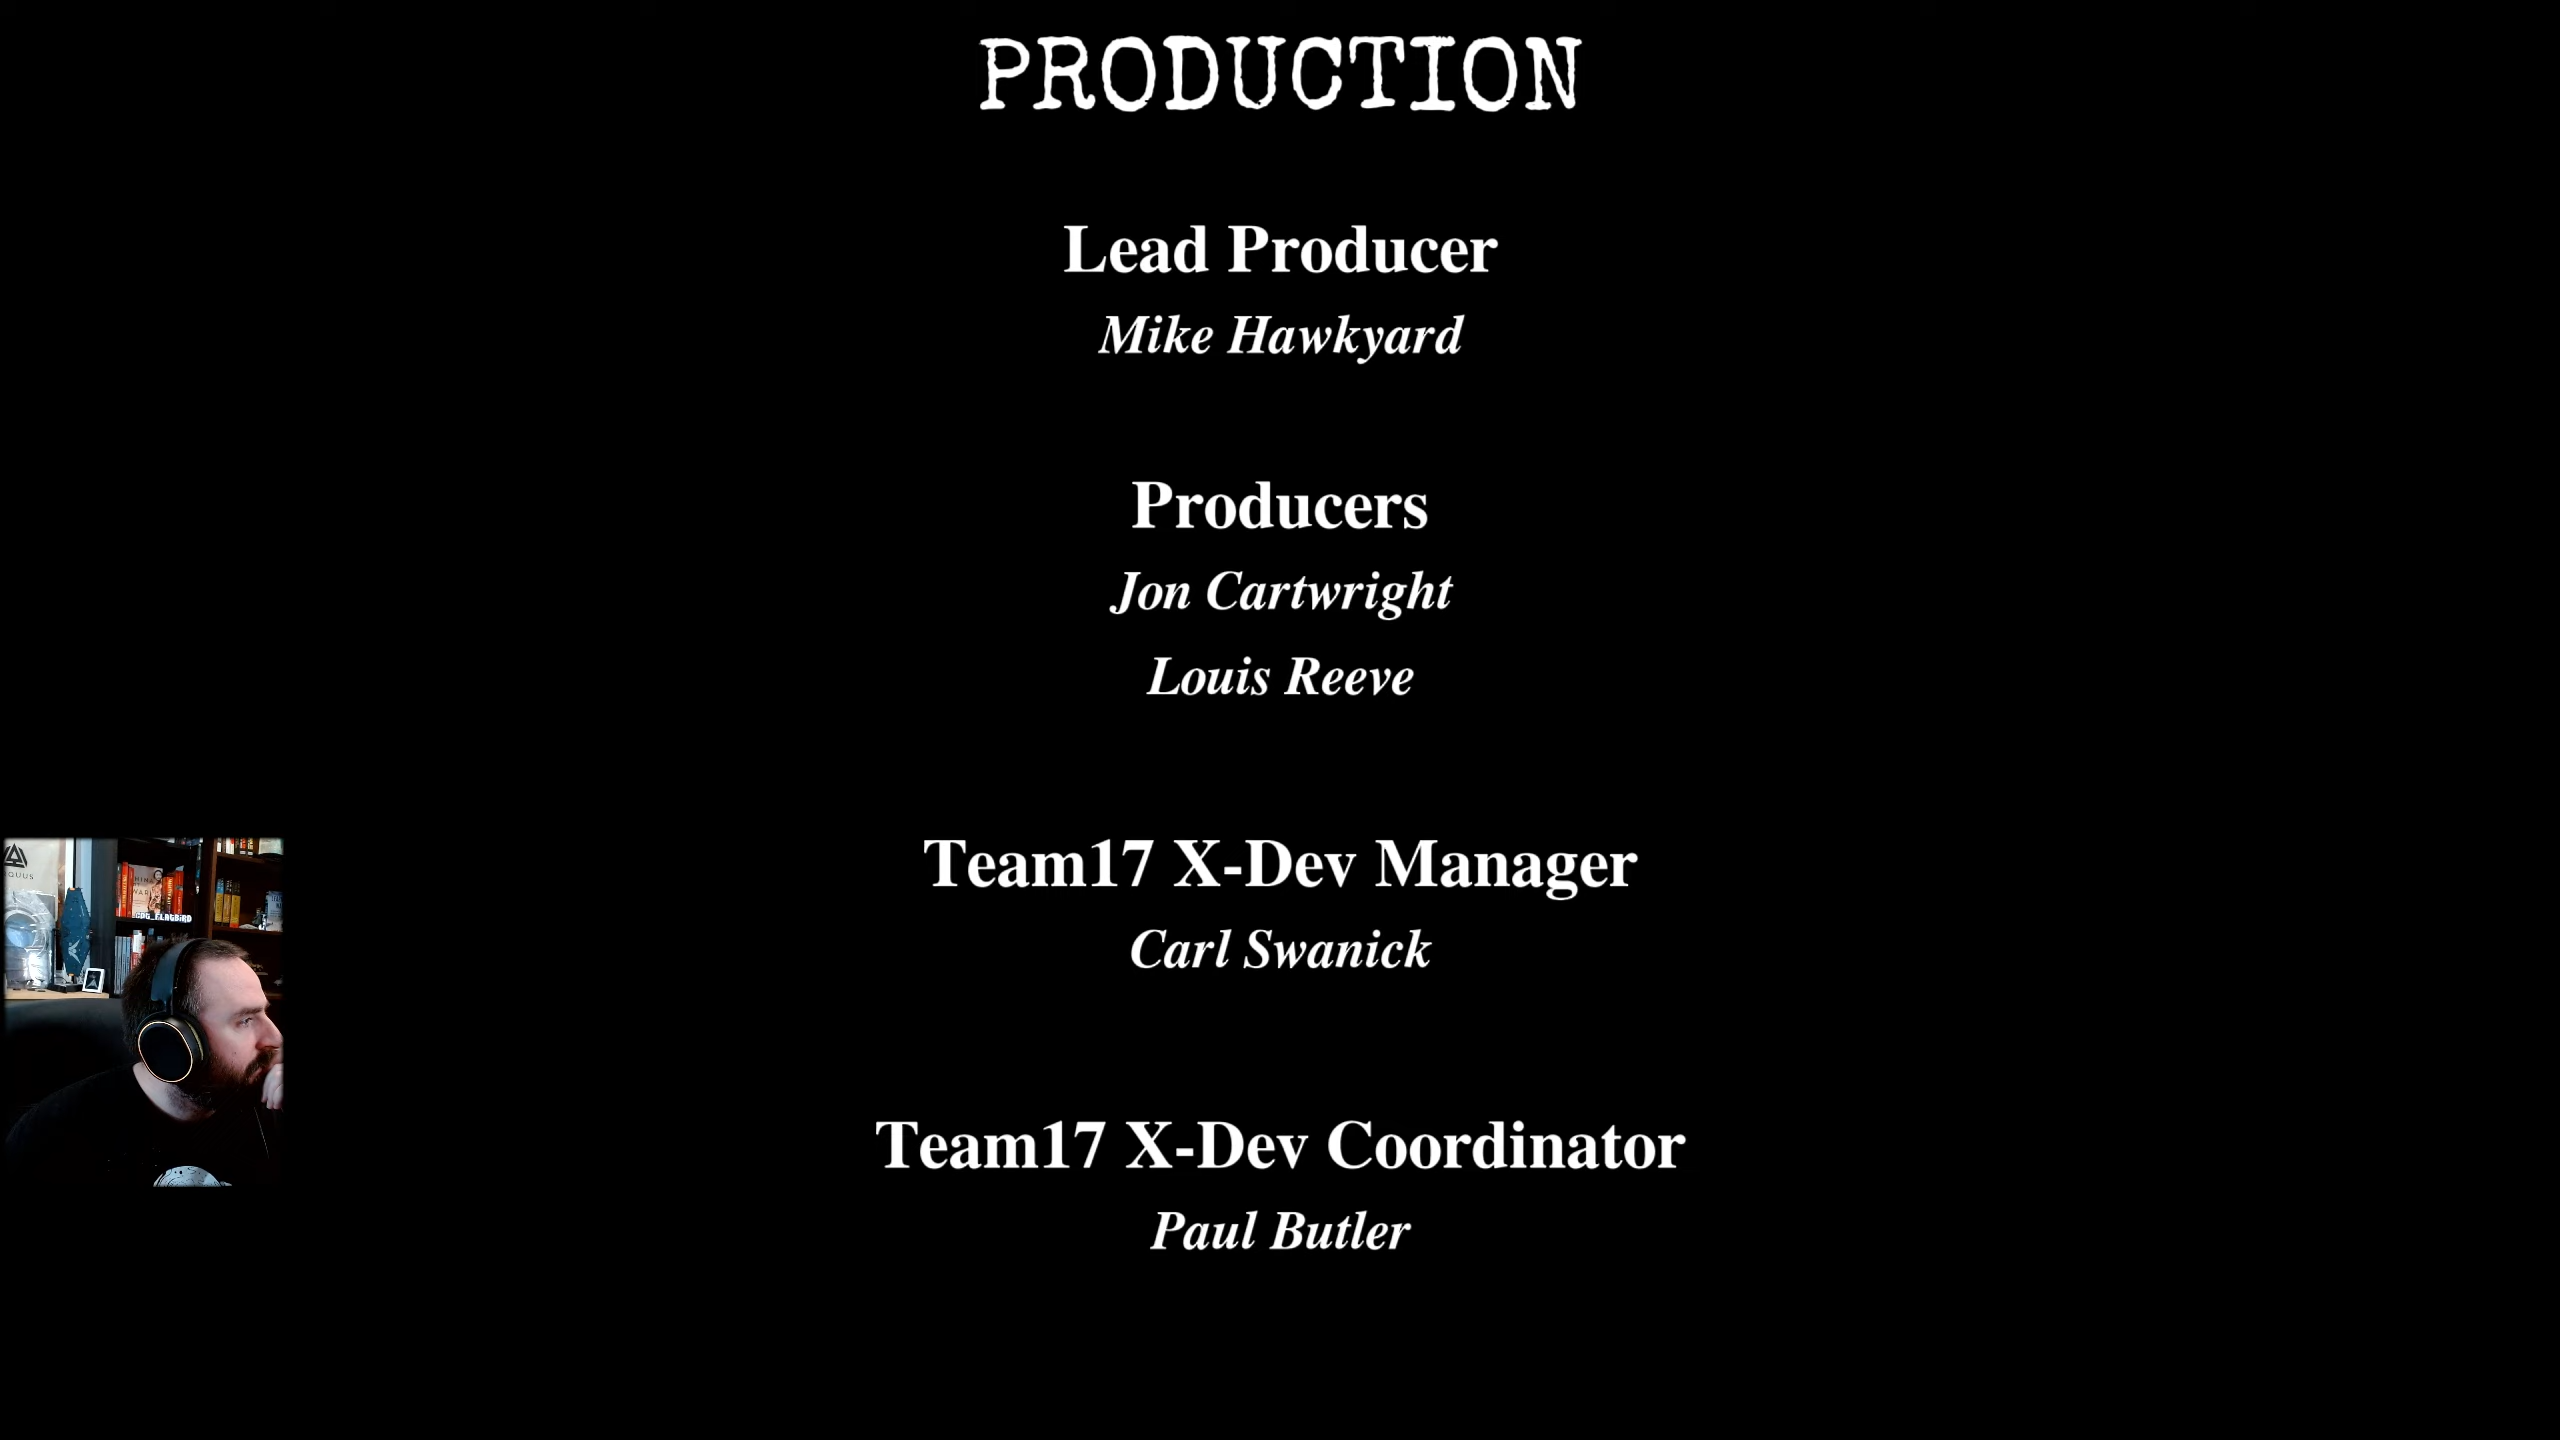 PRODUCTION
Lead Producer
Mike Hawkyard
Producers
Jon Cartwright
Louis Reeve
Team17 X-Dev Manager
Carl Swanick
Team17 X-Dev Coordinator
Paul Butler